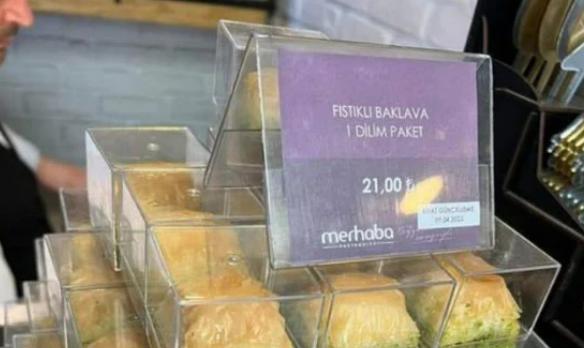 FISTIKLI BAKLAVA
1 DİLİM PAKET
21,00 ₺
FİYAT GÜNCELLEME
merhaba